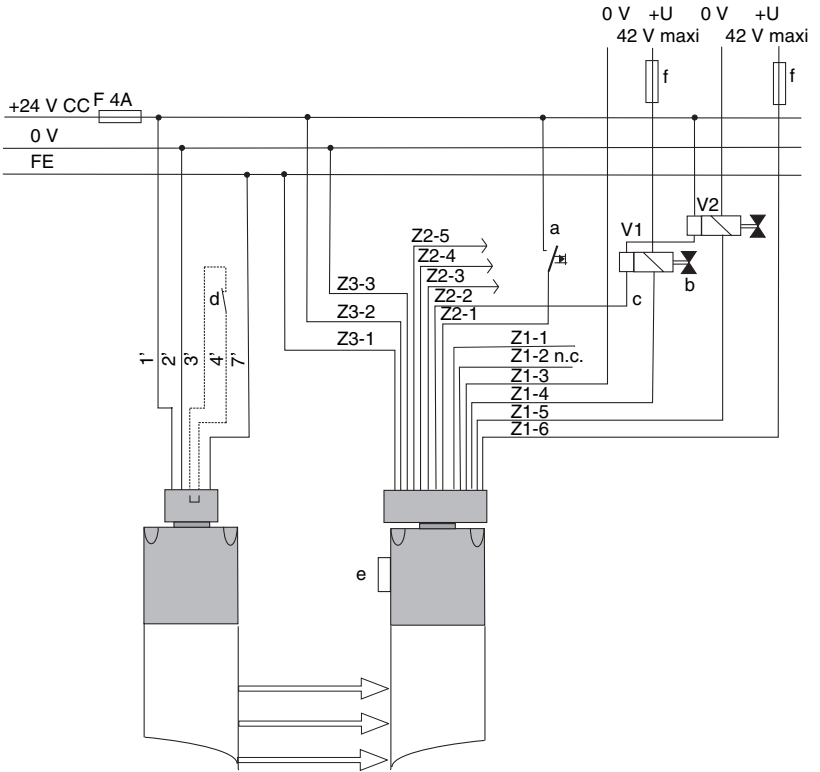 0 V +U 0 V +U
42 V maxi 42 V maxi
f f
+24 V CC F 4A
0 V
FE
V2
V1
a
Z2-5
Z2-4
Z2-3
Z2-2
Z2-1
b
c
d
Z3-3
Z3-2
Z3-1
Z1-1
Z1-2 n.c.
Z1-3
Z1-4
Z1-5
Z1-6
1' 2' 3' 4' 7'
e